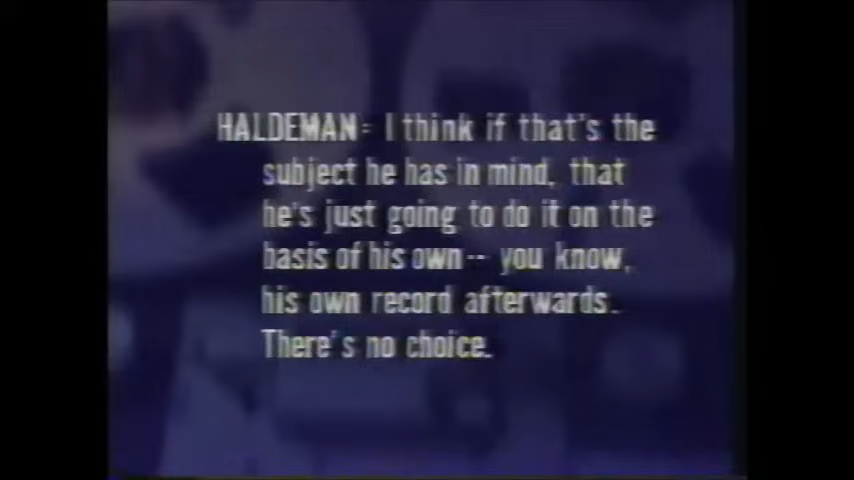 HALDEMAN: I think if that's the
subject he has in mind, that
he's just going to do it on the
basis of his own -- you know,
his own record afterwards.
There's no choice.